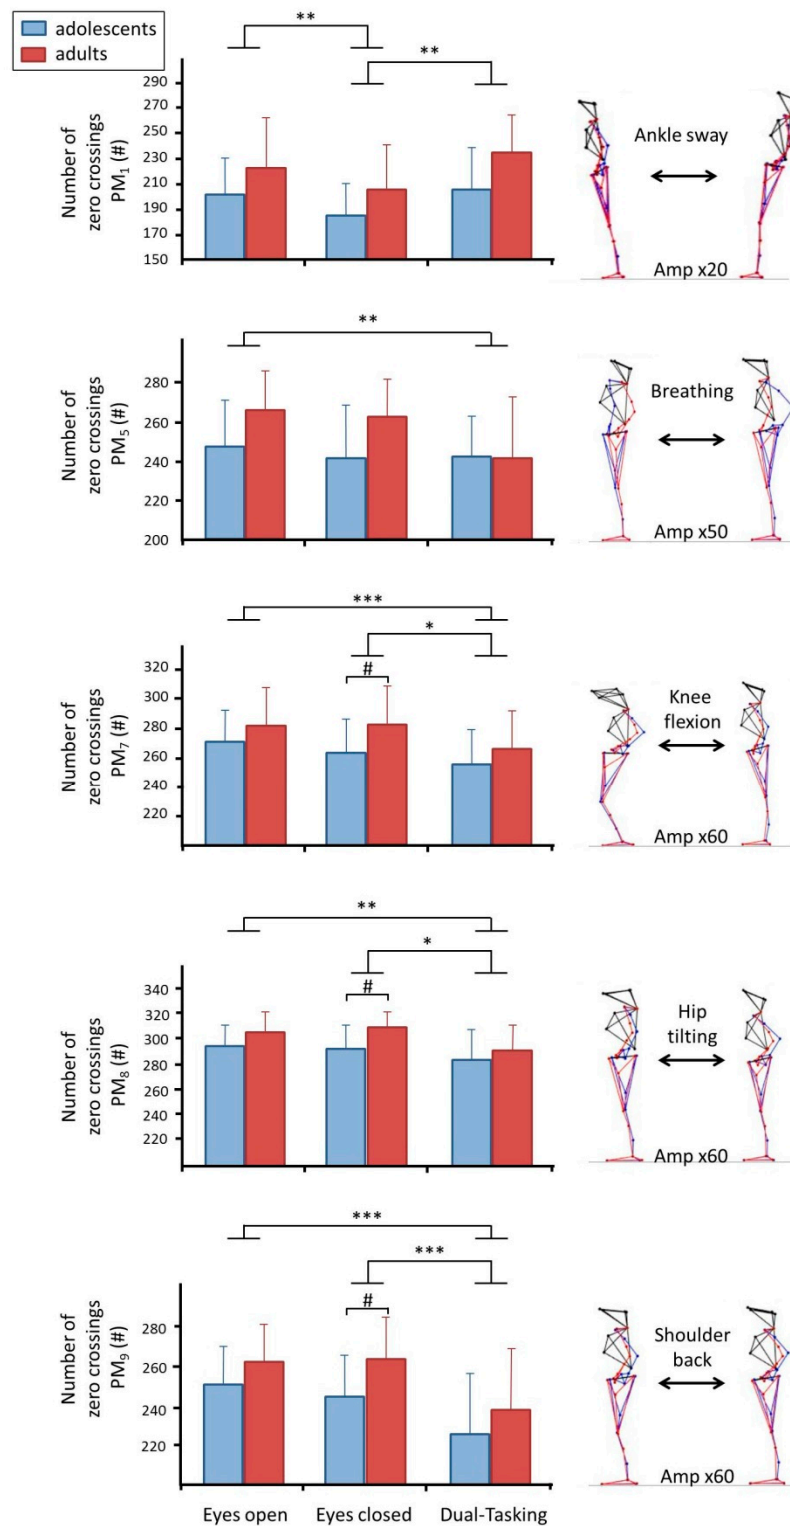 adolescents
adults
**
**
290
270
250
230
210
190
170
150
Number of
zero crossings
PM1 (#)
Ankle sway
Amp x20
**
280
260
240
220
200
Number of
zero crossings
PM5 (#)
Breathing
Amp x50
***
*
#
320
300
280
260
240
220
Number of
zero crossings
PM7 (#)
Knee
flexion
Amp x60
**
*
#
340
320
300
280
260
240
220
Number of
zero crossings
PM8 (#)
Hip
tilting
Amp x60
***
***
#
280
260
240
220
Number of
zero crossings
PM9 (#)
Shoulder
back
Amp x60
Eyes open Eyes closed Dual-Tasking